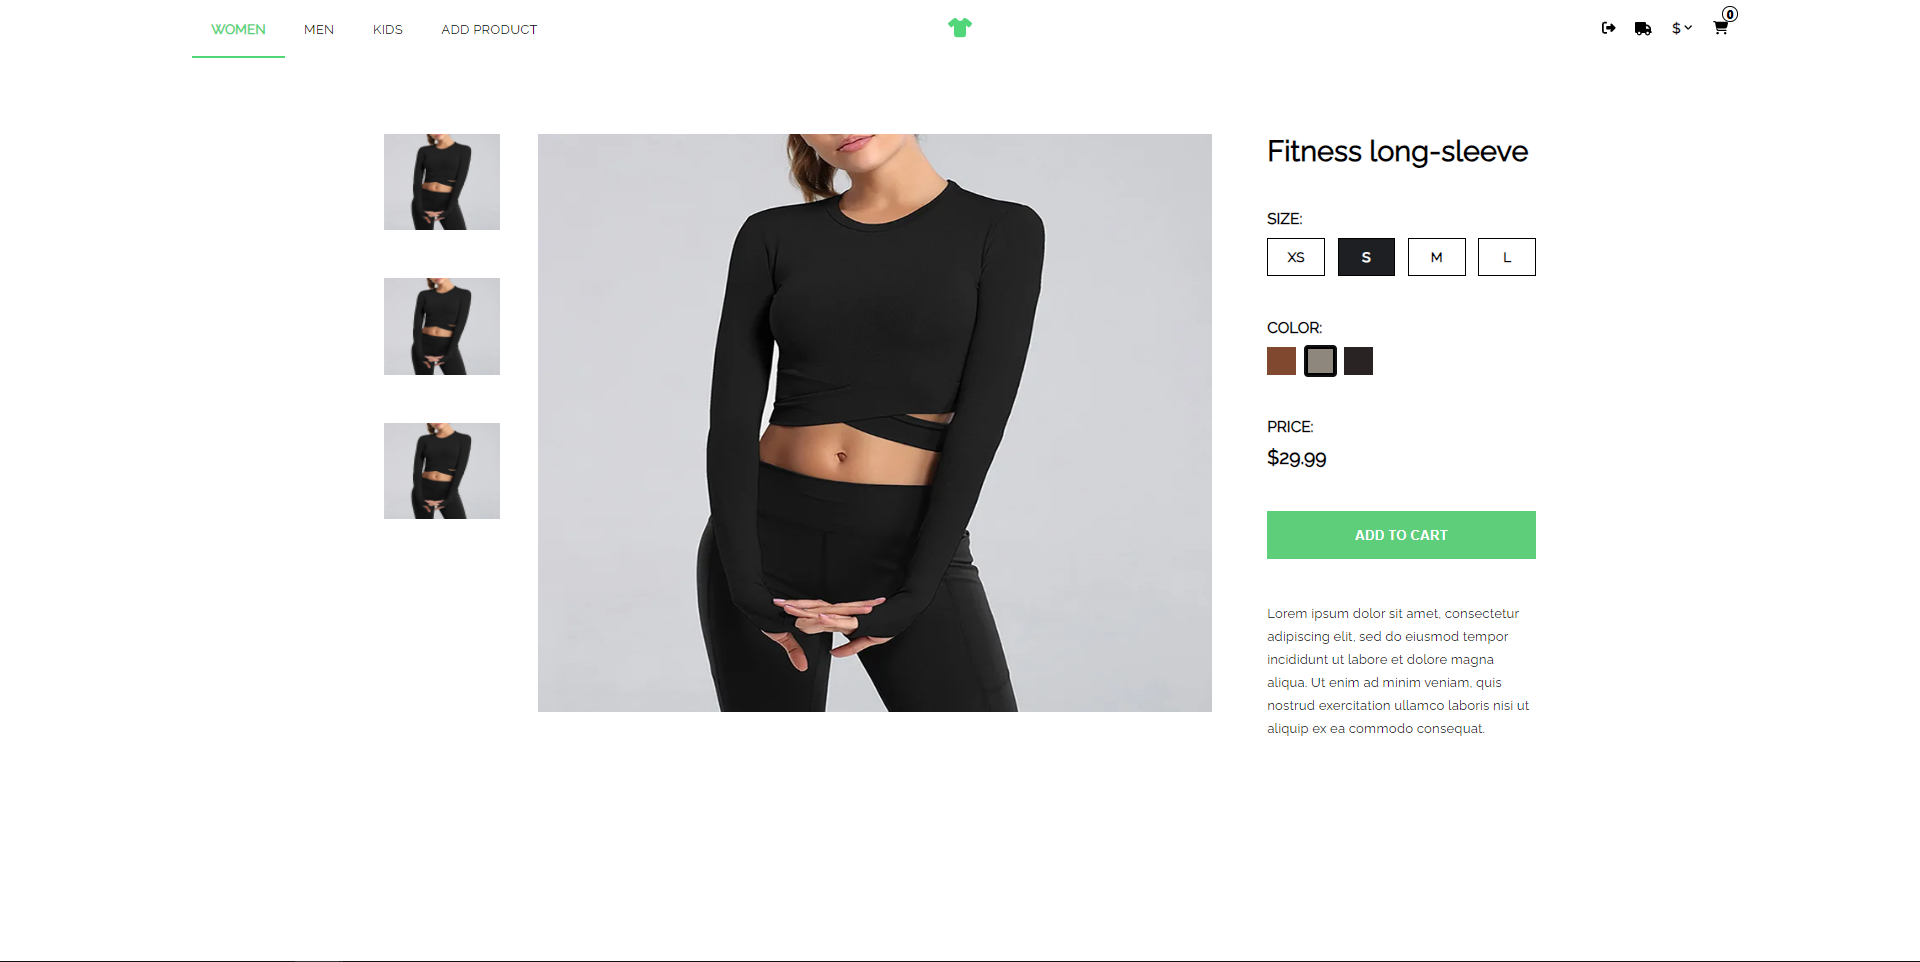 WOMEN MEN KIDS ADD PRODUCT
$ 0
Fitness long-sleeve
SIZE:
XS S M L
COLOR:
PRICE:
$29.99
ADD TO CART
Lorem ipsum dolor sit amet, consectetur
adipiscing elit, sed do eiusmod tempor
incididunt ut labore et dolore magna
aliqua. Ut enim ad minim veniam, quis
nostrud exercitation ullamco laboris nisi ut
aliquip ex ea commodo consequat.